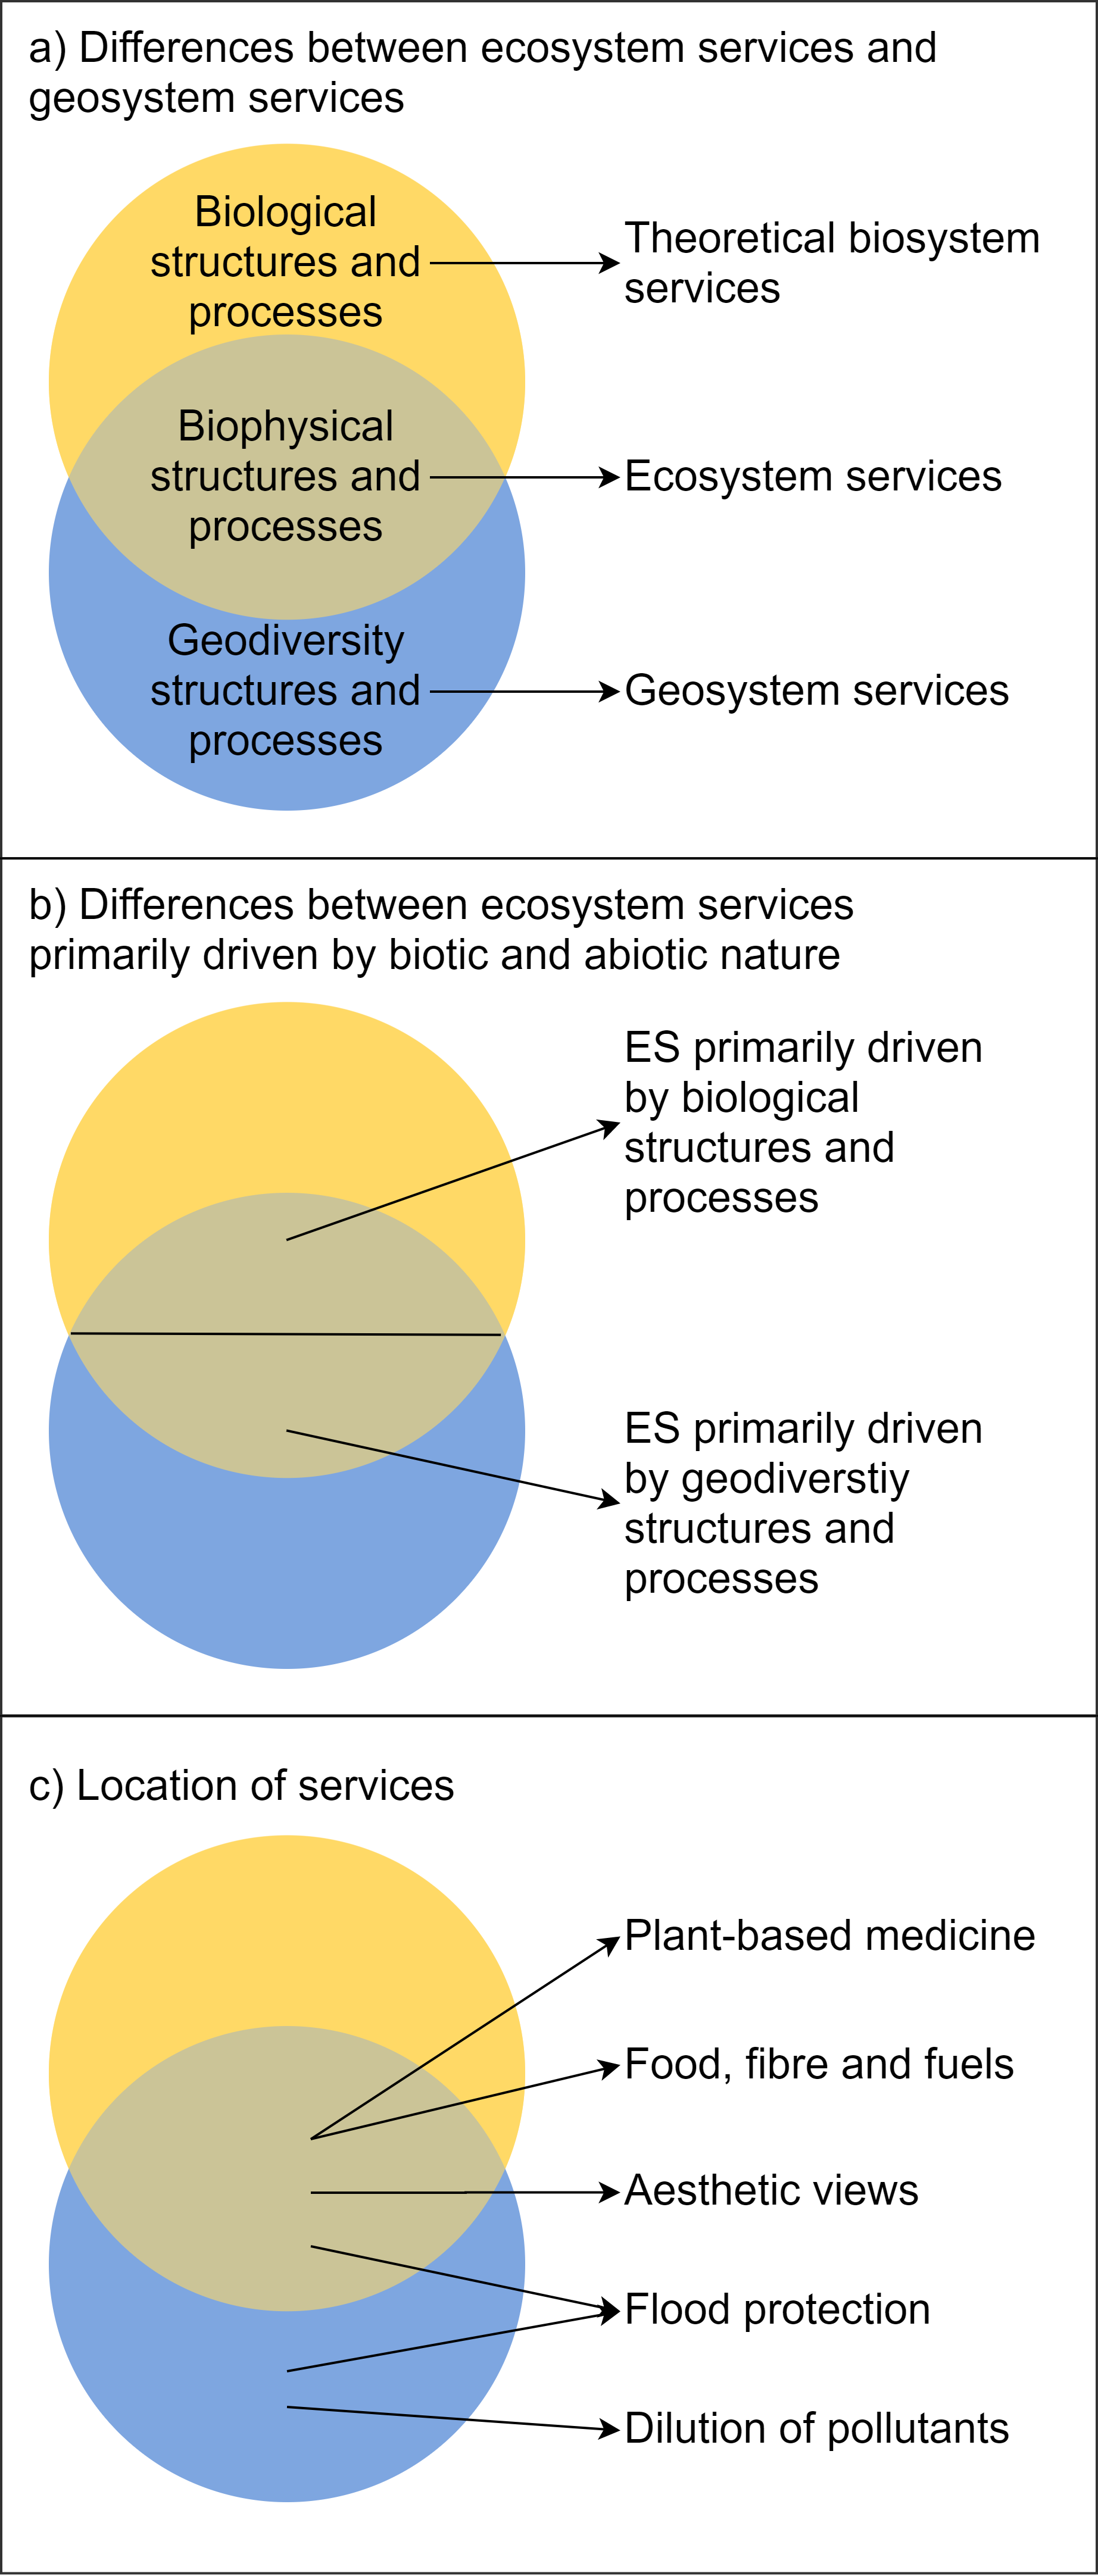 a) Differences between ecosystem services and
geosystem services
Biological
structures and
processes
Theoretical biosystem
services
Biophysical
structures and
processes
Ecosystem services
Geodiversity
structures and
processes
Geosystem services
b) Differences between ecosystem services
primarily driven by biotic and abiotic nature
ES primarily driven
by biological
structures and
processes
ES primarily driven
by geodiverstiy
structures and
processes
c) Location of services
Plant-based medicine
Food, fibre and fuels
Aesthetic views
Flood protection
Dilution of pollutants